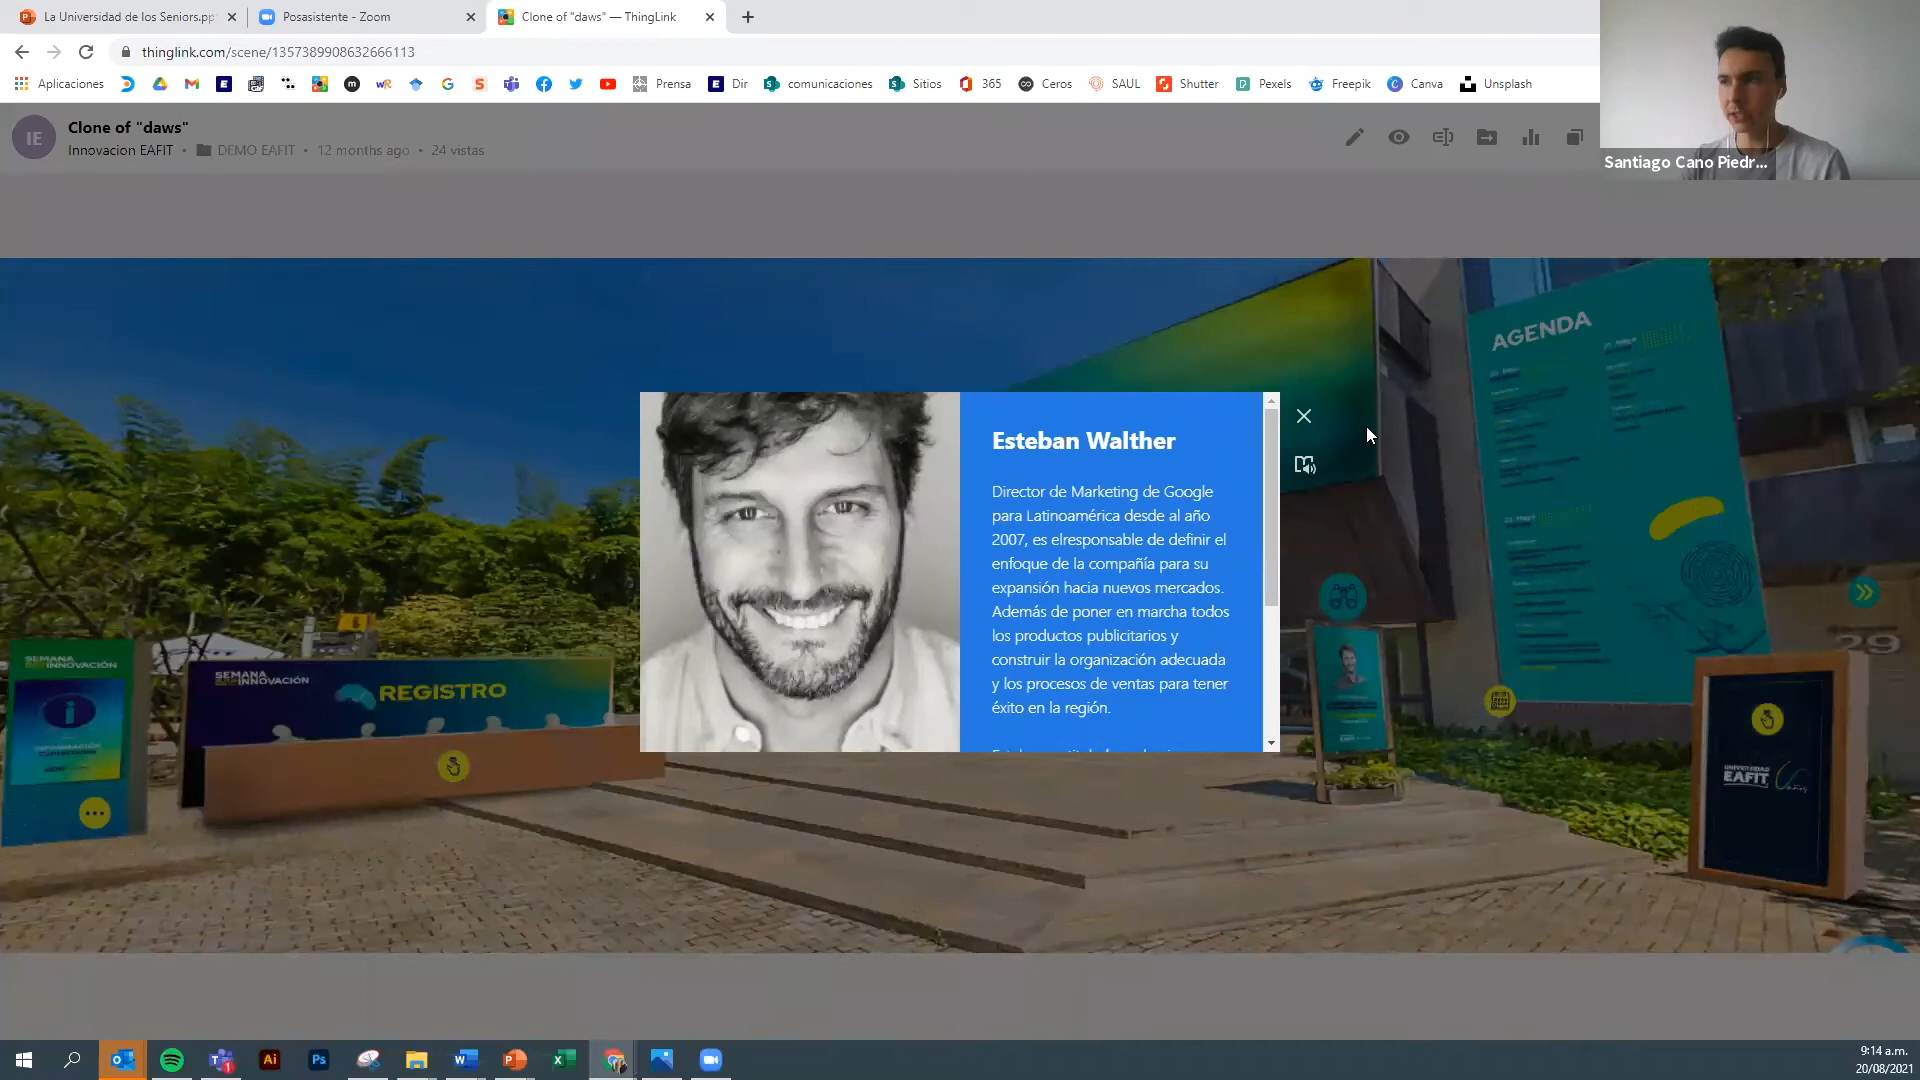 La Universidad de los Seniors.pp
Posasistente - Zoom
Clone of "daws" — ThingLink
thinglink.com/scene/1357389908632666113
Aplicaciones
Prensa
Dir
comunicaciones
Sitios
365
Ceros
SAUL
Shutter
Pexels
Freepik
Canva
Unsplash
IE
Clone of "daws"
Innovacion EAFIT • DEMO EAFIT • 12 months ago • 24 vistas
Santiago Cano Piedr...
AGENDA
Esteban Walther
Director de Marketing de Google
para Latinoamérica desde al año
2007, es elresponsable de definir el
enfoque de la compañía para su
expansión hacia nuevos mercados.
Además de poner en marcha todos
los productos publicitarios y
construir la organización adecuada
y los procesos de ventas para tener
éxito en la región.
SEMANA
INNOVACIÓN
SEMANA
INNOVACIÓN
REGISTRO
29
UNIVERSIDAD
EAFIT
9:14 a.m.
20/08/2021